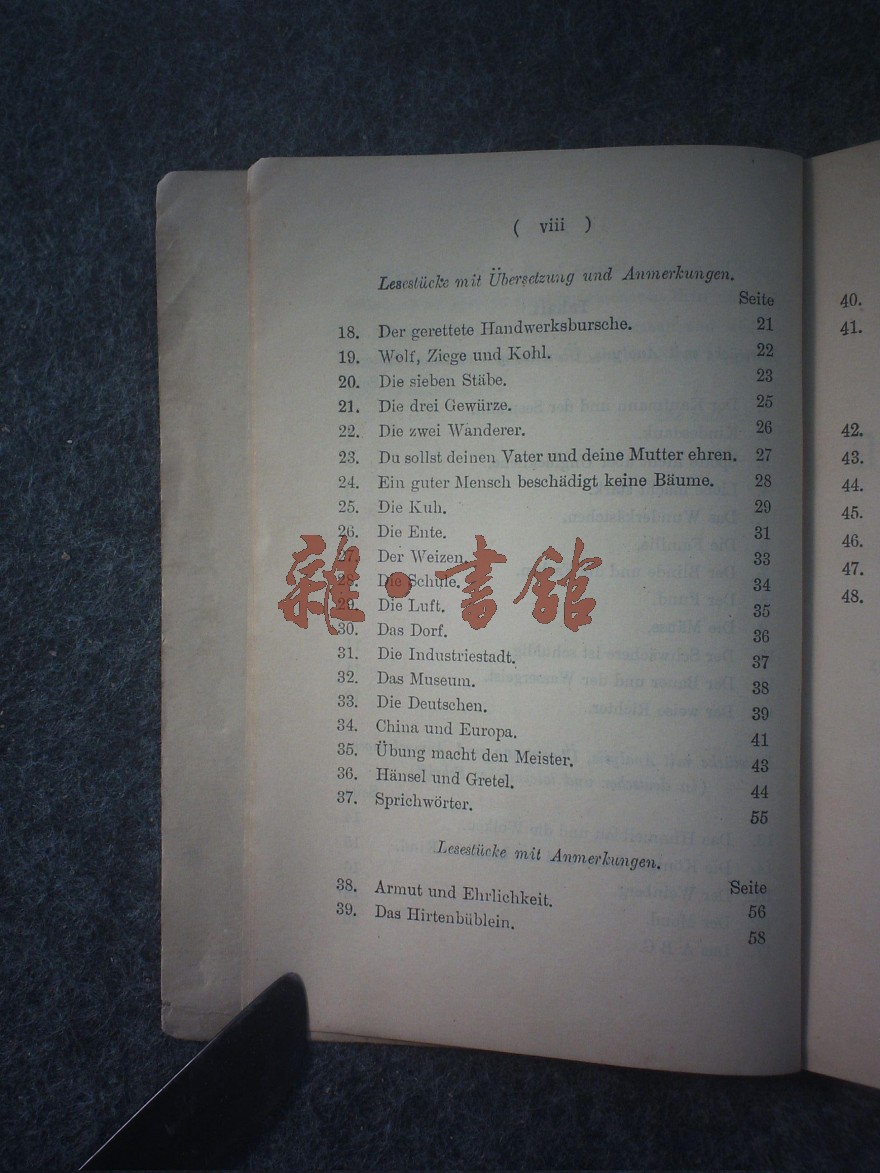 ( viii )
Lesestücke mit Übersetzung und Anmerkungen.
Seite
18. Der gerettete Handwerksbursche. 21
19. Wolf, Ziege und Kohl. 22
20. Die sieben Stäbe. 23
21. Die drei Gewürze. 25
22. Die zwei Wanderer. 26
23. Du sollst deinen Vater und deine Mutter ehren. 27
24. Ein guter Mensch beschädigt keine Bäume. 28
25. Die Kuh. 29
26. Die Ente. 31
27. Der Weizen. 33
28. Die Schule. 34
29. Die Luft. 35
30. Das Dorf. 36
31. Die Industriestadt. 37
32. Das Museum. 38
33. Die Deutschen. 39
34. China und Europa. 41
35. Übung macht den Meister. 43
36. Hänsel und Gretel. 44
37. Sprichwörter. 55
Lesestücke mit Anmerkungen.
Seite
38. Armut und Ehrlichkeit. 56
39. Das Hirtenbüblein. 58
雜·書館
40.
41.
42.
43.
44.
45.
46.
47.
48.